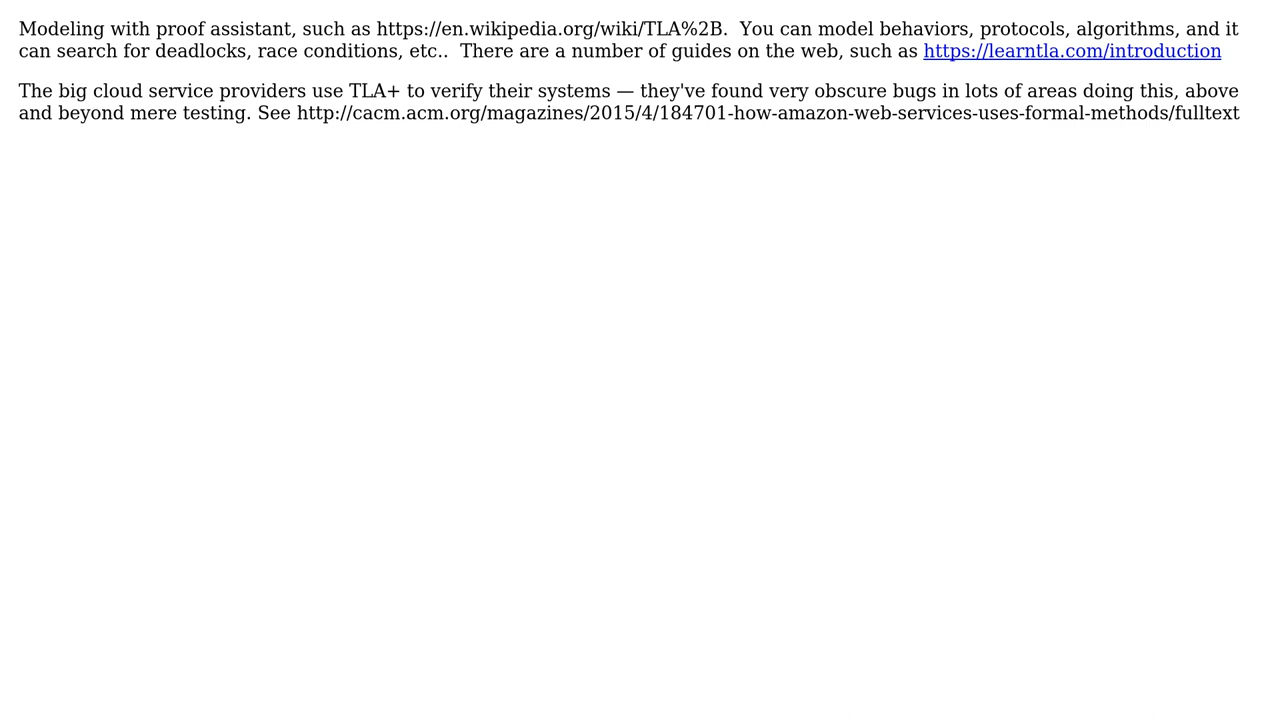 Modeling with proof assistant, such as https://en.wikipedia.org/wiki/TLA%2B.  You can model behaviors, protocols, algorithms, and it
can search for deadlocks, race conditions, etc..  There are a number of guides on the web, such as https://learntla.com/introduction
The big cloud service providers use TLA+ to verify their systems — they've found very obscure bugs in lots of areas doing this, above
and beyond mere testing. See http://cacm.acm.org/magazines/2015/4/184701-how-amazon-web-services-uses-formal-methods/fulltext